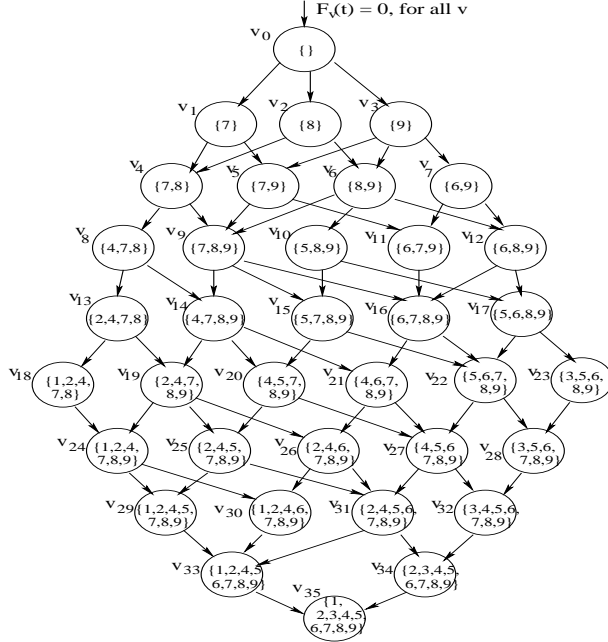 F_v(t) = 0, for all v
v0
{}
v1
{7}
v2
{8}
v3
{9}
v4
{7,8}
v5
{7,9}
v6
{8,9}
v7
{6,9}
v8
{4,7,8}
v9
{7,8,9}
v10
{5,8,9}
v11
{6,7,9}
v12
{6,8,9}
v13
{2,4,7,8}
v14
{4,7,8,9}
v15
{5,7,8,9}
v16
{6,7,8,9}
v17
{5,6,8,9}
v18
{1,2,4,
7,8}
v19
{2,4,7,
8,9}
v20
{4,5,7,
8,9}
v21
{4,6,7,
8,9}
v22
{5,6,7,
8,9}
v23
{3,5,6,
8,9}
v24
{1,2,4,
7,8,9}
v25
{2,4,5,
7,8,9}
v26
{2,4,6,
7,8,9}
v27
{4,5,6
7,8,9}
v28
{3,5,6,
7,8,9}
v29
{1,2,4,5,
7,8,9}
v30
{1,2,4,6,
7,8,9}
v31
{2,4,5,6,
7,8,9}
v32
{3,4,5,6,
7,8,9}
v33
{1,2,4,5
6,7,8,9}
v34
{2,3,4,5,
6,7,8,9}
v35
{1,
2,3,4,5,
6,7,8,9}